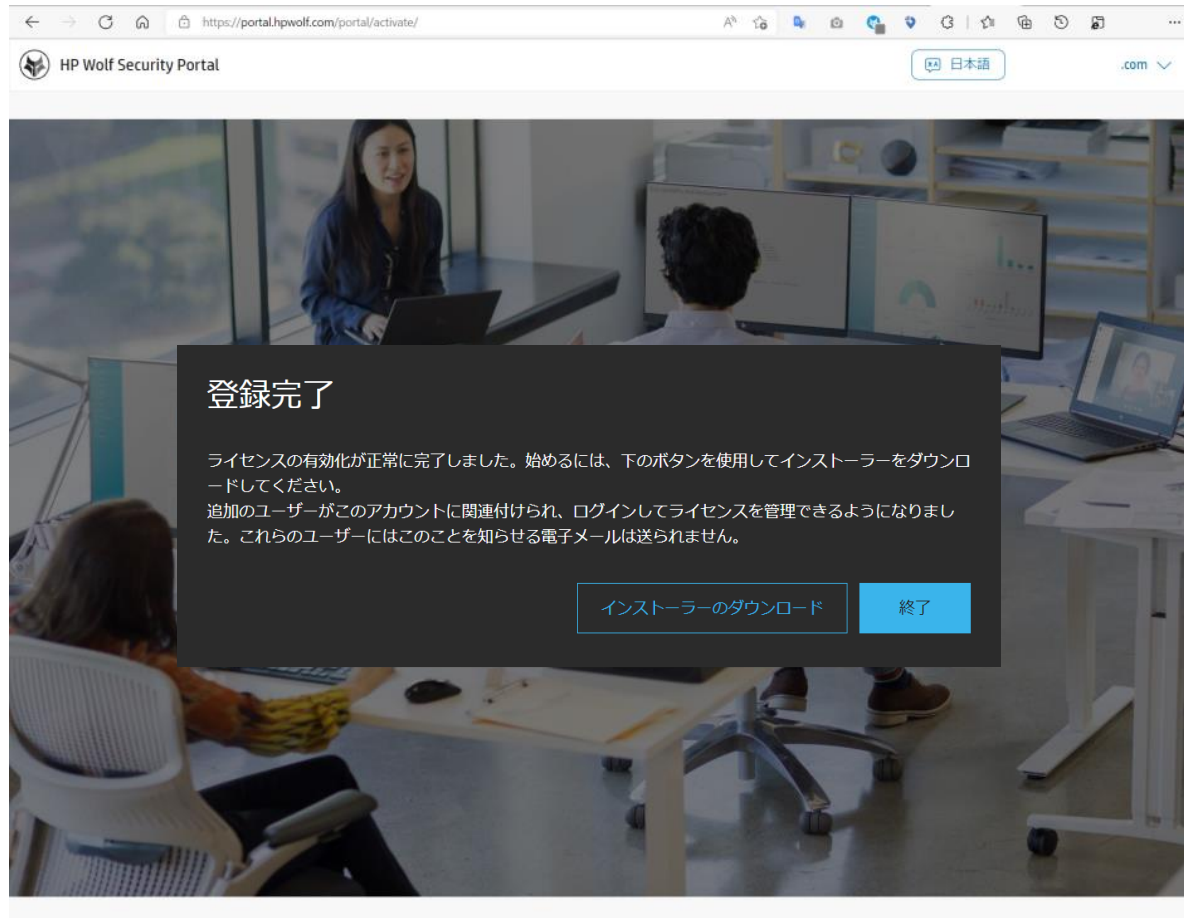 https://portal.hpwolf.com/portal/activate/
HP Wolf Security Portal
日本語
.com
登録完了
ライセンスの有効化が正常に完了しました。始めるには、下のボタンを使用してインストーラーをダウンロ
ードしてください。
追加のユーザーがこのアカウントに関連付けられ、ログインしてライセンスを管理できるようになりまし
た。これらのユーザーにはこのことを知らせる電子メールは送られません。
インストーラーのダウンロード
終了